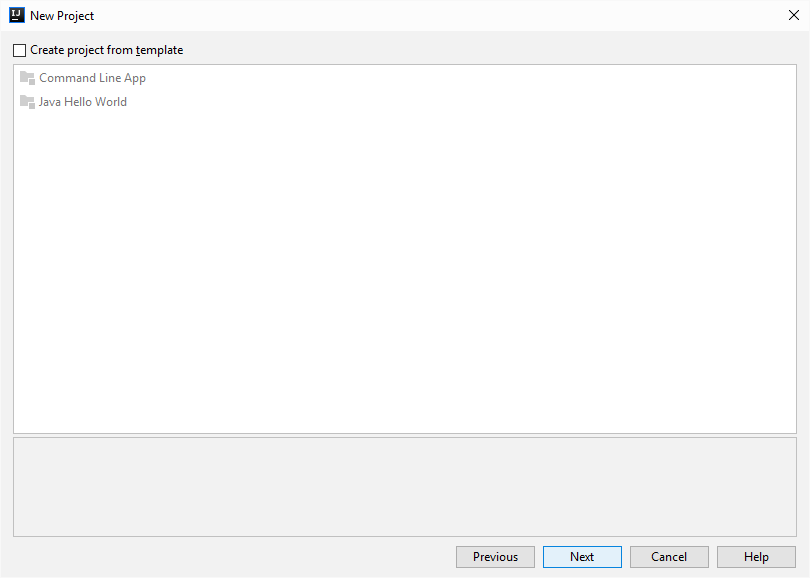 IJ New Project
Create project from template
Command Line App
Java Hello World
Previous Next Cancel Help